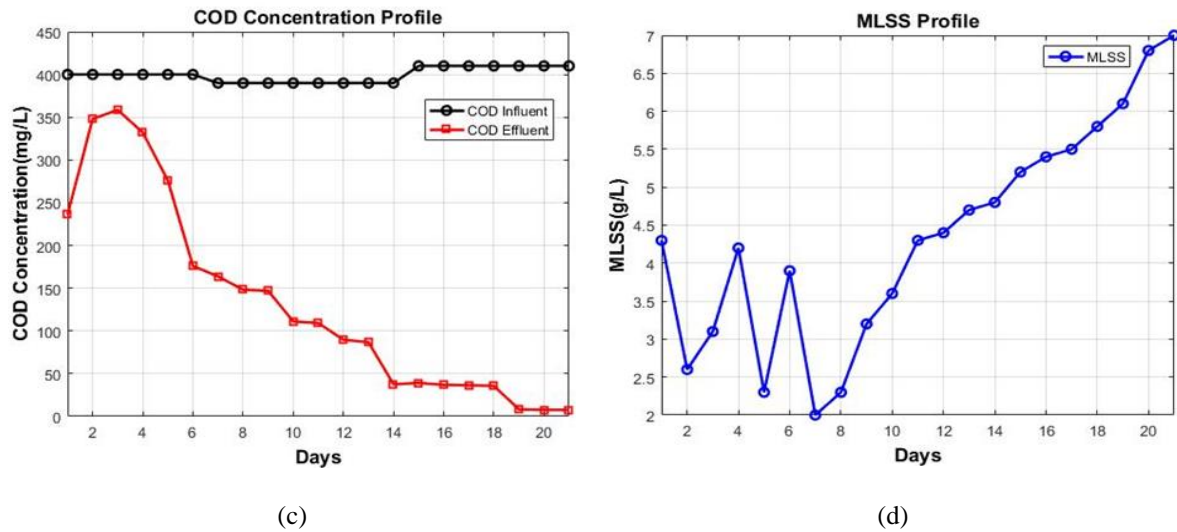 COD Concentration Profile
COD Concentration(mg/L)
450
400
350
300
250
200
150
100
50
0
COD Influent
COD Effluent
2 4 6 8 10 12 14 16 18 20
Days
(c)
MLSS Profile
MLSS(g/L)
7
6.5
6
5.5
5
4.5
4
3.5
3
2.5
2
MLSS
2 4 6 8 10 12 14 16 18 20
Days
(d)